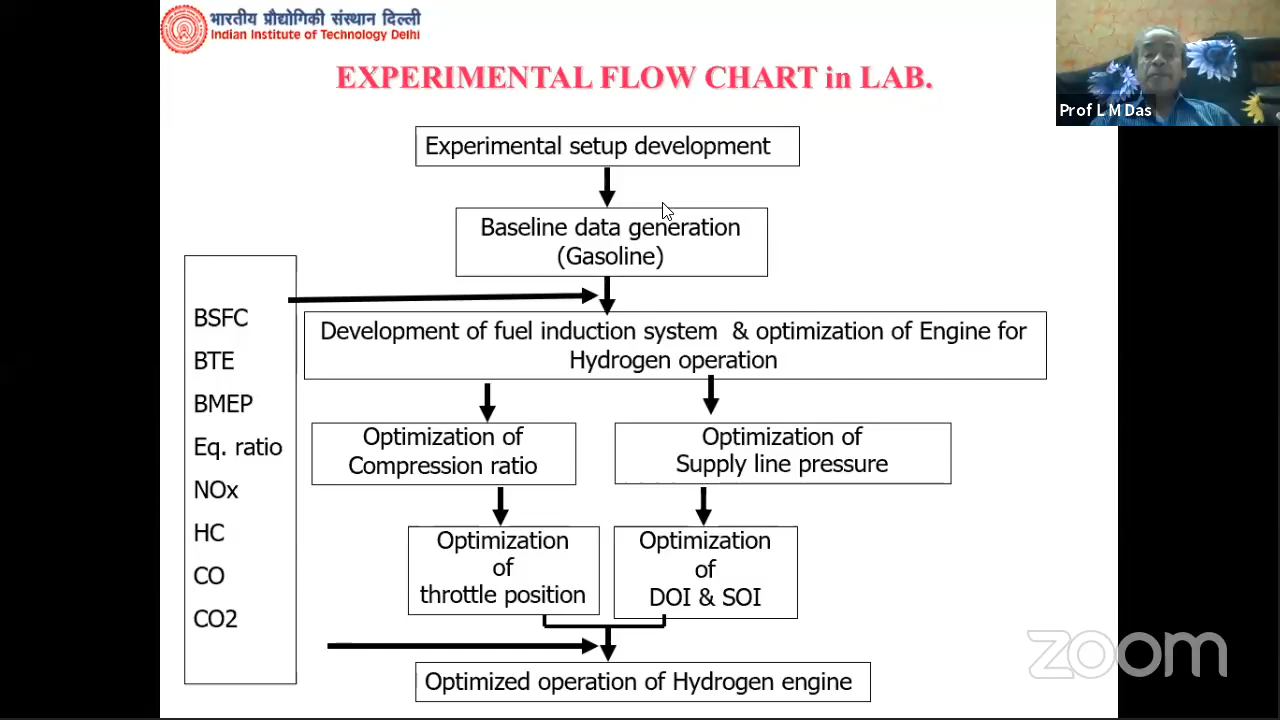 भारतीय प्रौद्योगिकी संस्थान दिल्ली
Indian Institute of Technology Delhi
EXPERIMENTAL FLOW CHART in LAB.
Prof L M Das
Experimental setup development
Baseline data generation
(Gasoline)
BSFC
BTE
BMEP
Eq. ratio
NOx
HC
CO
CO2
Development of fuel induction system & optimization of Engine for
Hydrogen operation
Optimization of
Compression ratio
Optimization of
Supply line pressure
Optimization
of
throttle position
Optimization
of
DOI & SOI
Optimized operation of Hydrogen engine
zoom